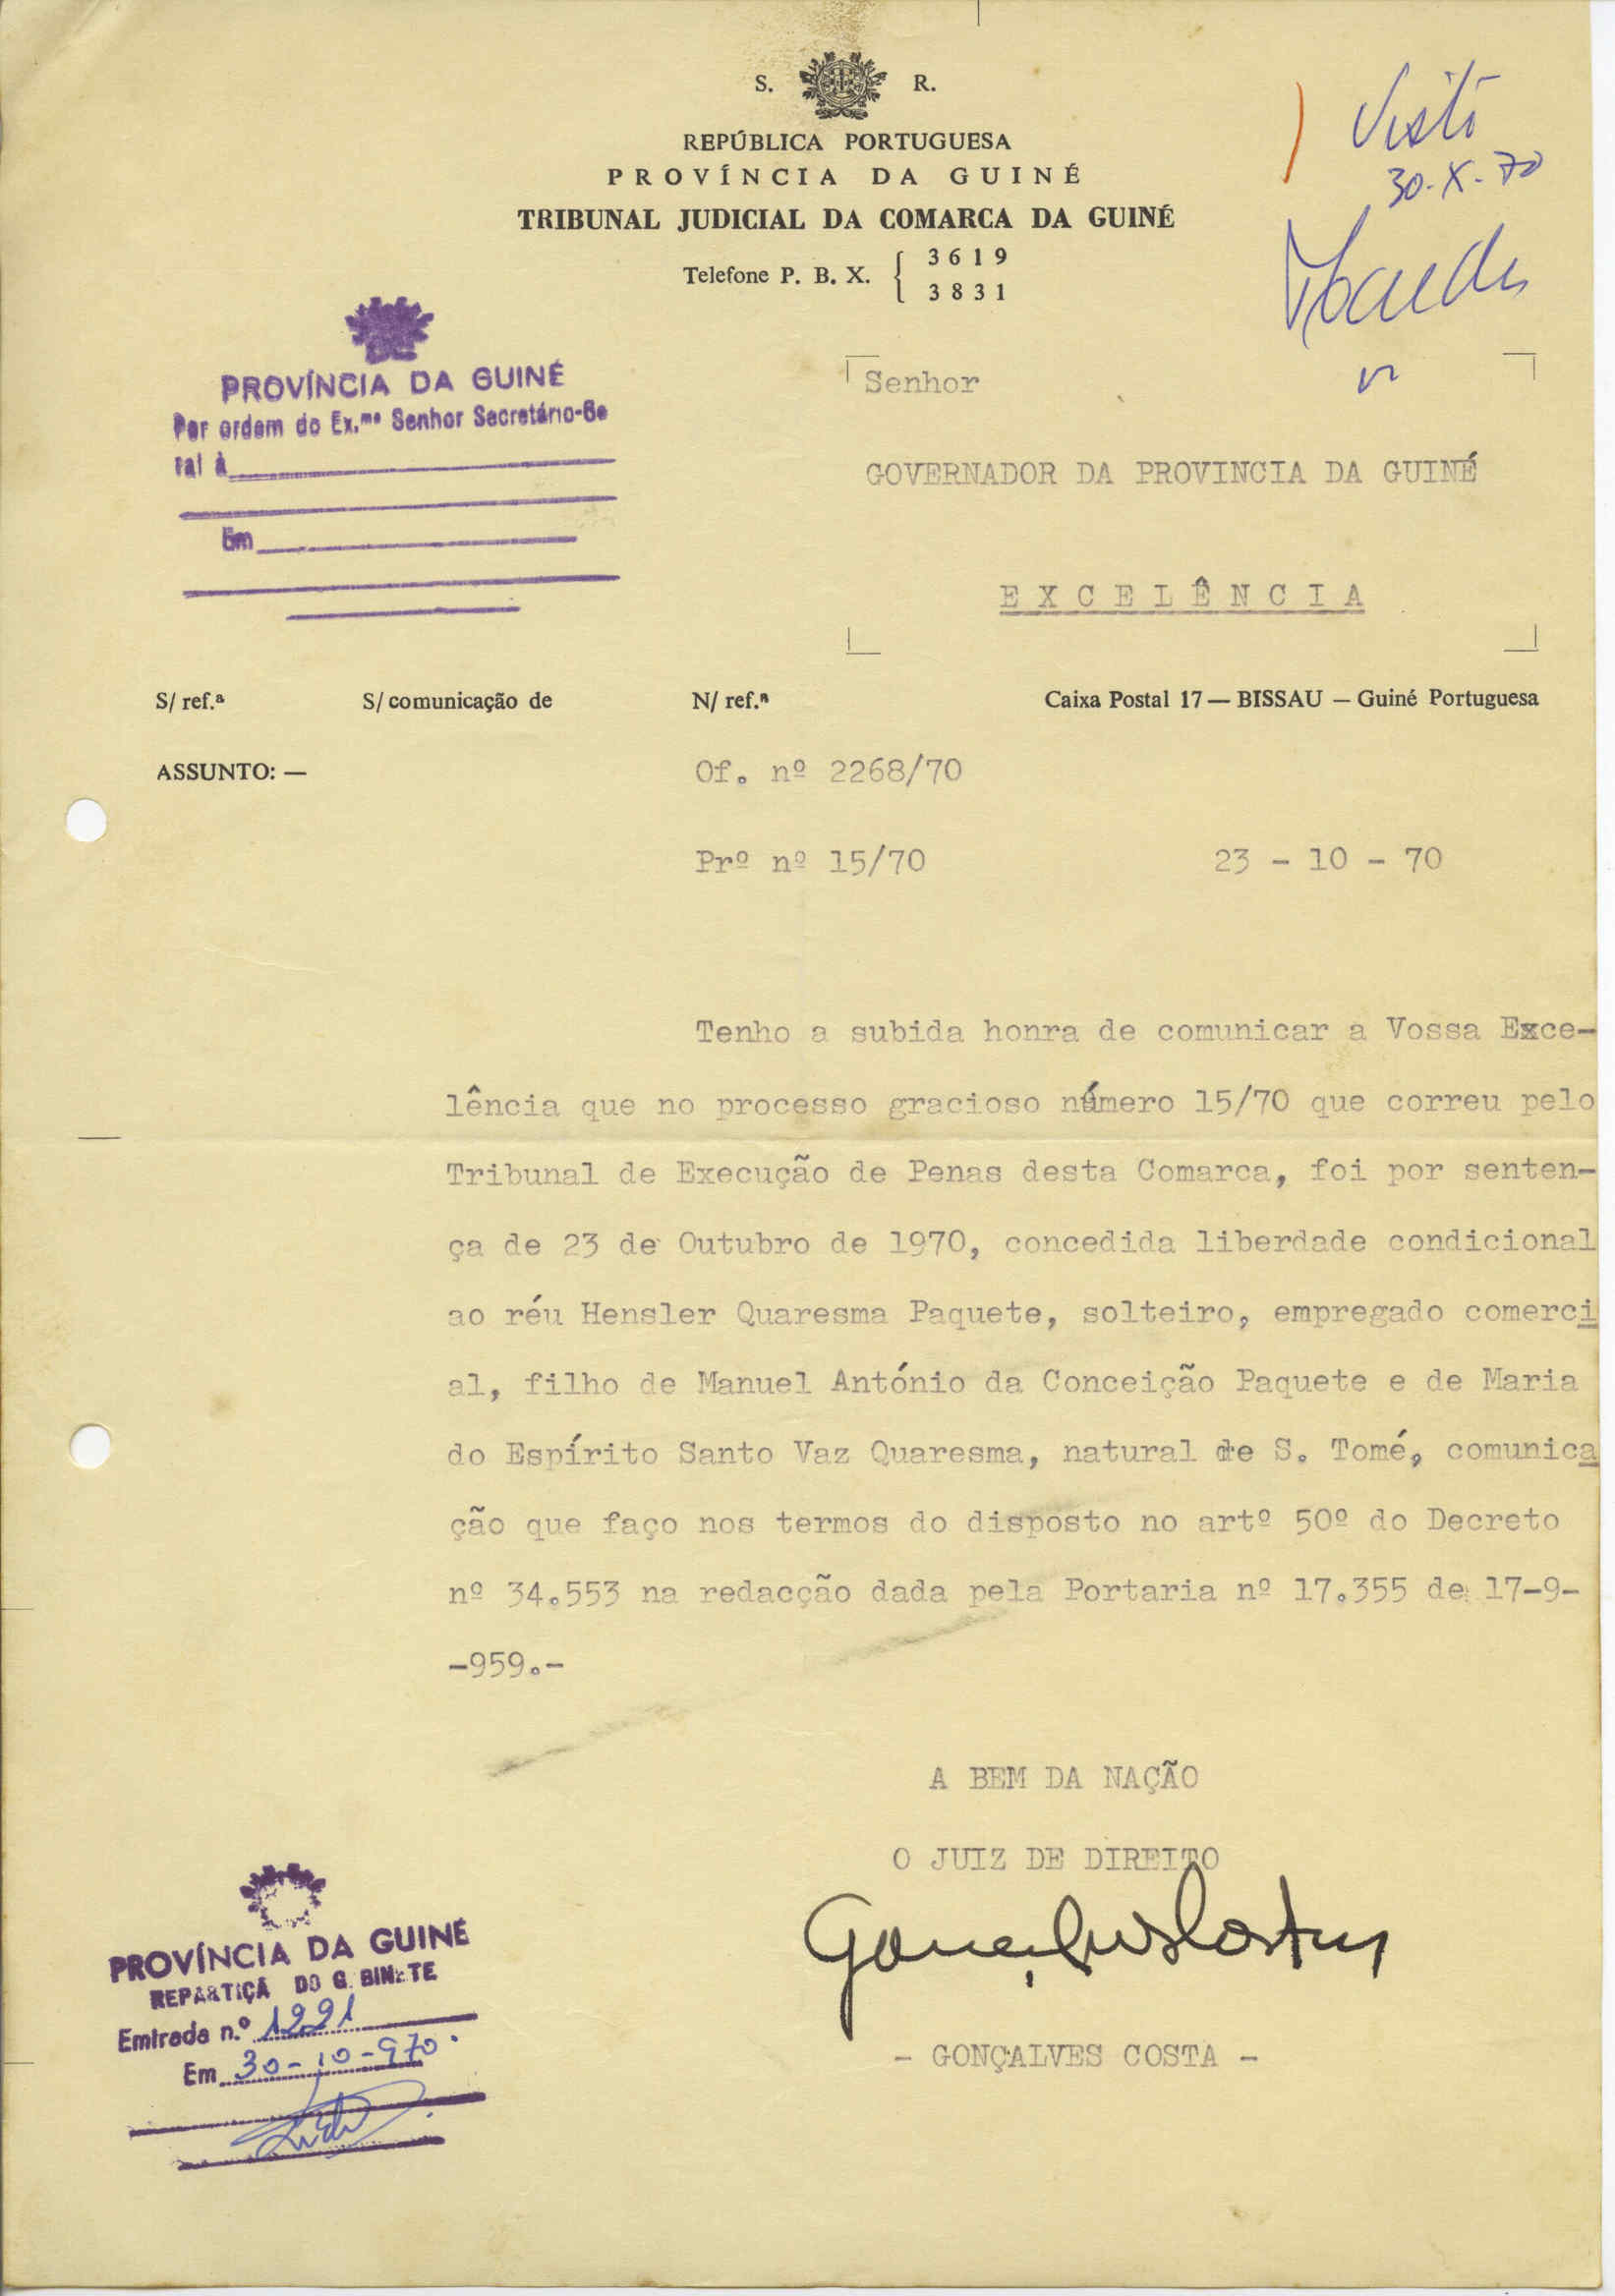 S. R.
REPÚBLICA PORTUGUESA
PROVÍNCIA DA GUINÉ
TRIBUNAL JUDICIAL DA COMARCA DA GUINÉ
Telefone P. B. X. { 3619
3831
Visto
30-X-70
PROVÍNCIA DA GUINÉ
Por ordem do Ex.mo Senhor Secretário-Ge
ral à
Em
Senhor
GOVERNADOR DA PROVINCIA DA GUINÉ
EXCELÊNCIA
S/ ref.ª S/ comunicação de N/ ref.ª Caixa Postal 17 — BISSAU — Guiné Portuguesa
ASSUNTO: — Of. nº 2268/70
Prº nº 15/70 23 - 10 - 70
Tenho a subida honra de comunicar a Vossa Exce-
lência que no processo gracioso número 15/70 que correu pelo
Tribunal de Execução de Penas desta Comarca, foi por senten-
ça de 23 de Outubro de 1970, concedida liberdade condicional
ao réu Hensler Quaresma Paquete, solteiro, empregado comerci
al, filho de Manuel António da Conceição Paquete e de Maria
do Espírito Santo Vaz Quaresma, natural de S. Tomé, comunica
ção que faço nos termos do disposto no artº 50º do Decreto
nº 34.553 na redacção dada pela Portaria nº 17.355 de 17-9-
-959.-
A BEM DA NAÇÃO
O JUIZ DE DIREITO
Gonçalves Costa
- GONÇALVES COSTA -
PROVÍNCIA DA GUINÉ
REPARTIÇÃ DO G BINETE
Entrada n.º 1221
Em 30-10-970.